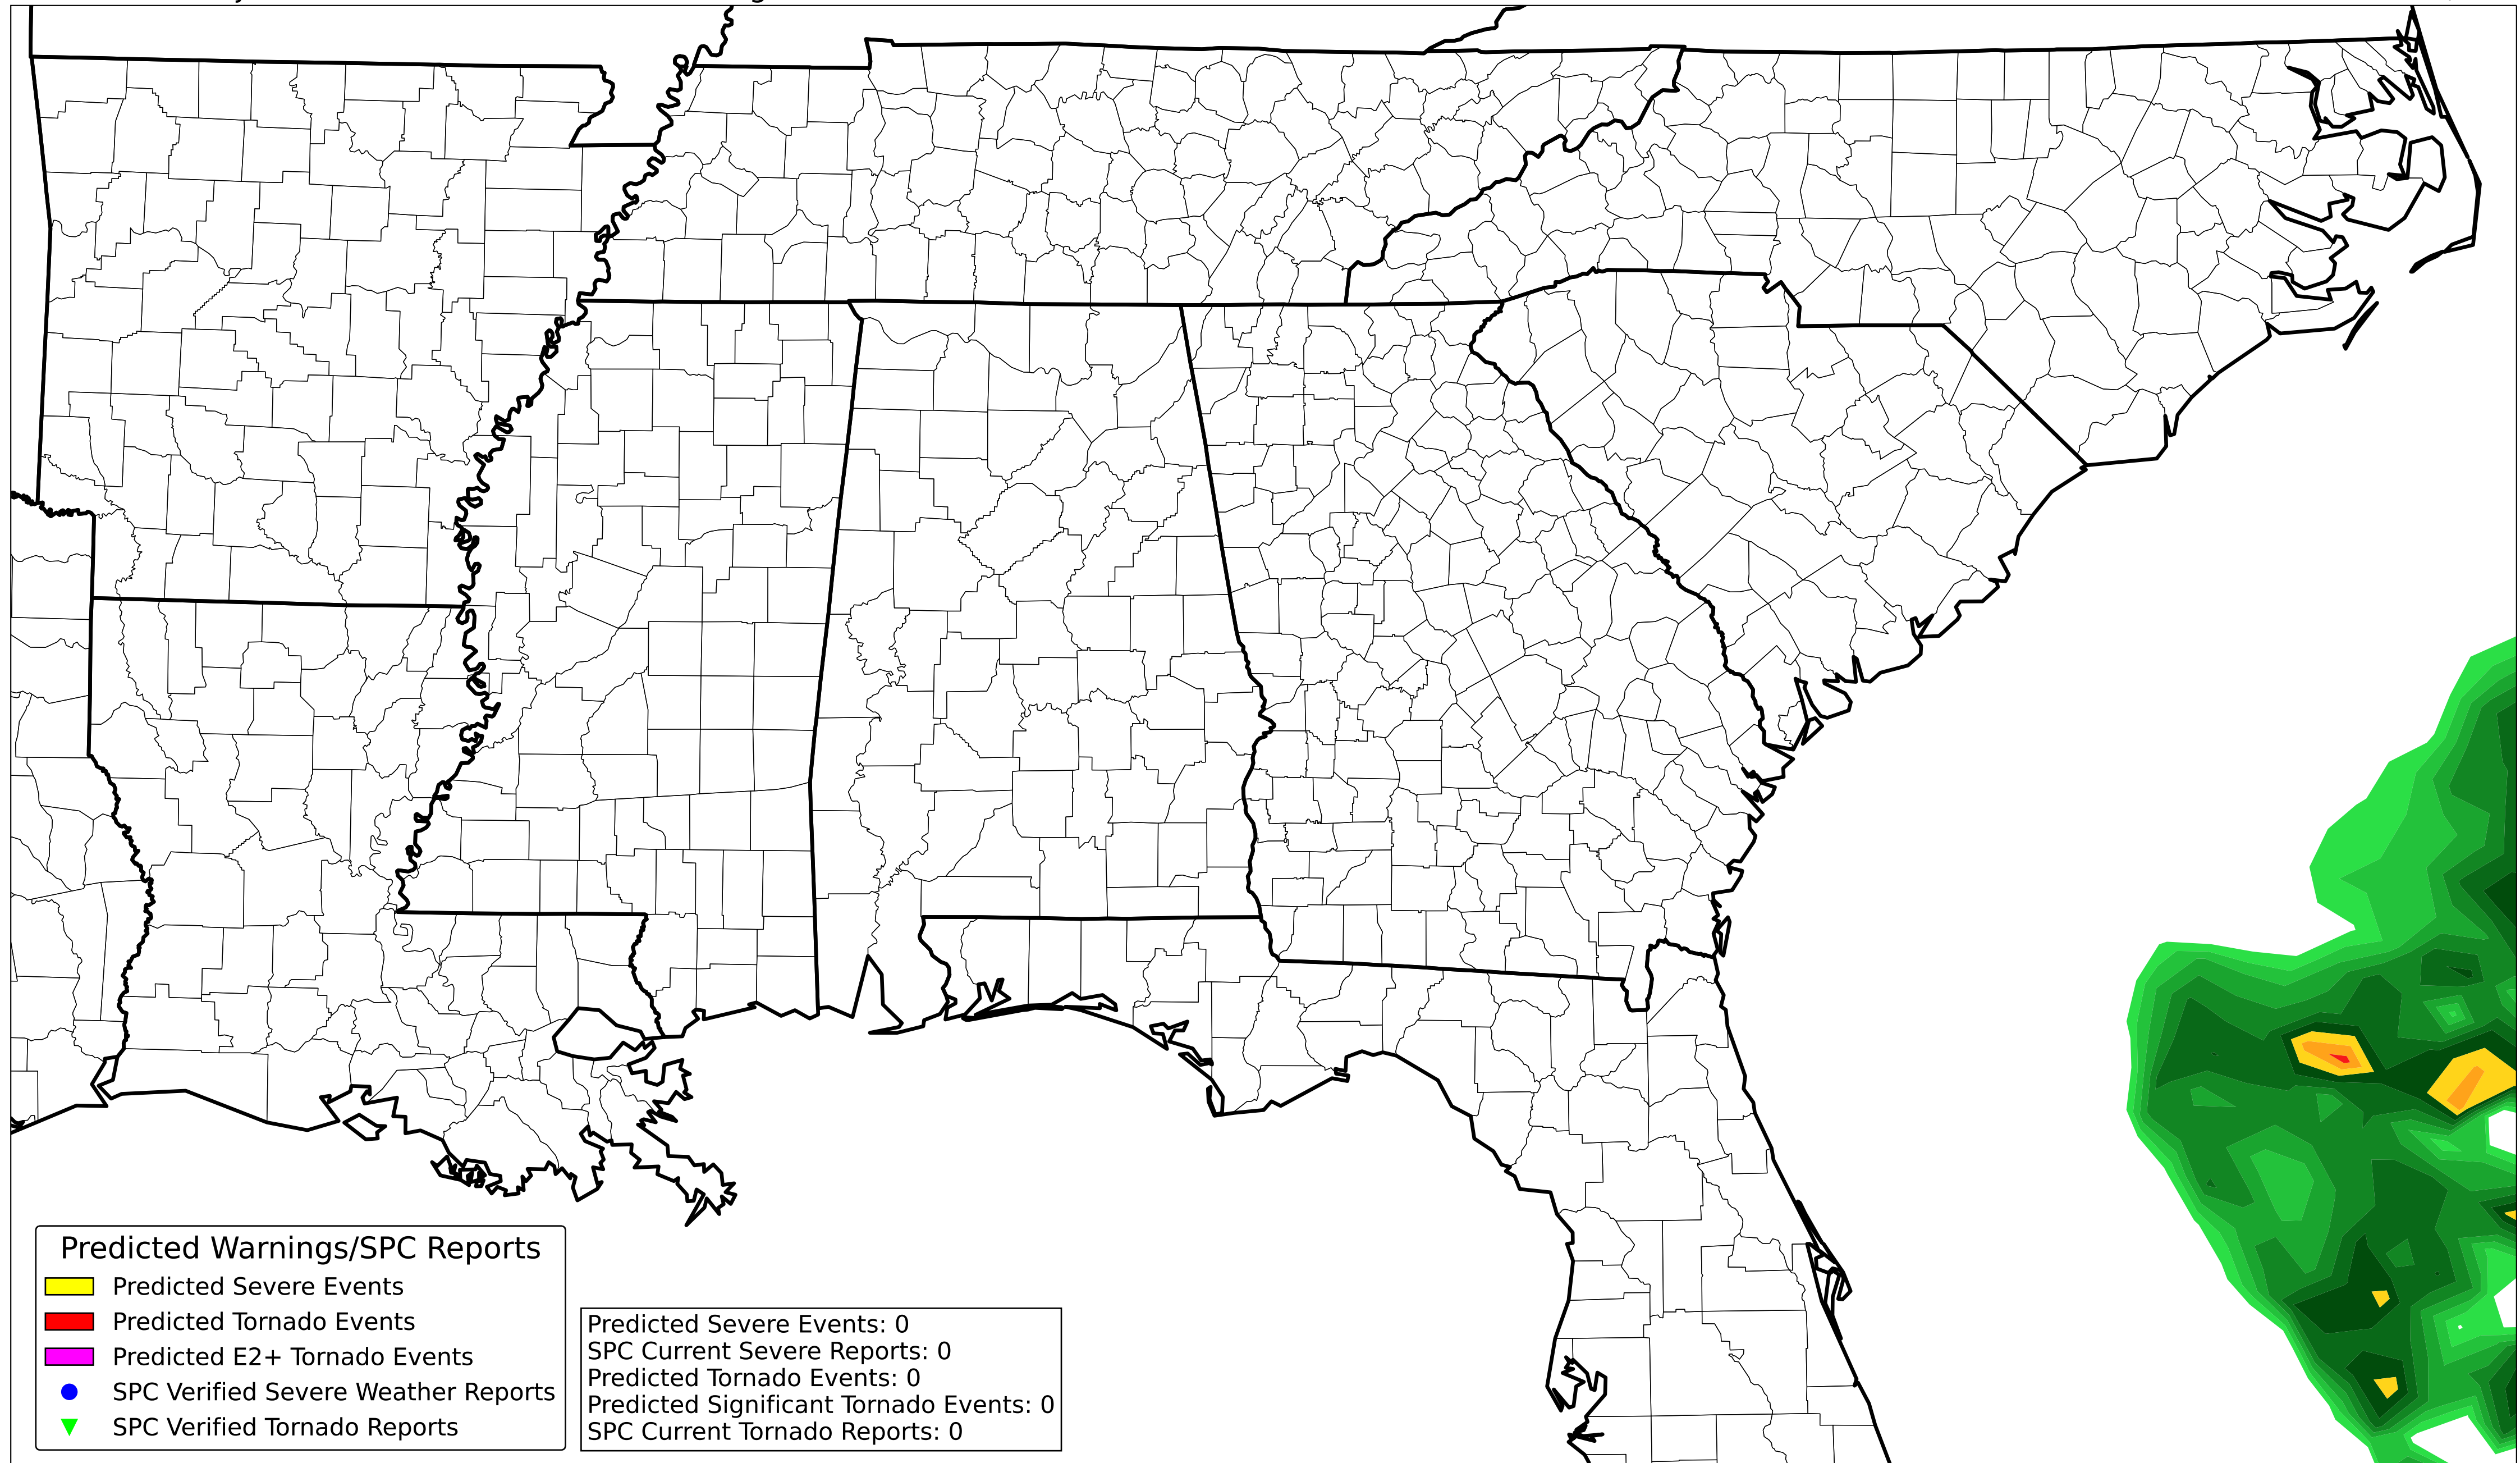 Predicted Warnings/SPC Reports
Predicted Severe Events
Predicted Tornado Events
Predicted E2+ Tornado Events
SPC Verified Severe Weather Reports
SPC Verified Tornado Reports
Predicted Severe Events: 0
SPC Current Severe Reports: 0
Predicted Tornado Events: 0
Predicted Significant Tornado Events: 0
SPC Current Tornado Reports: 0